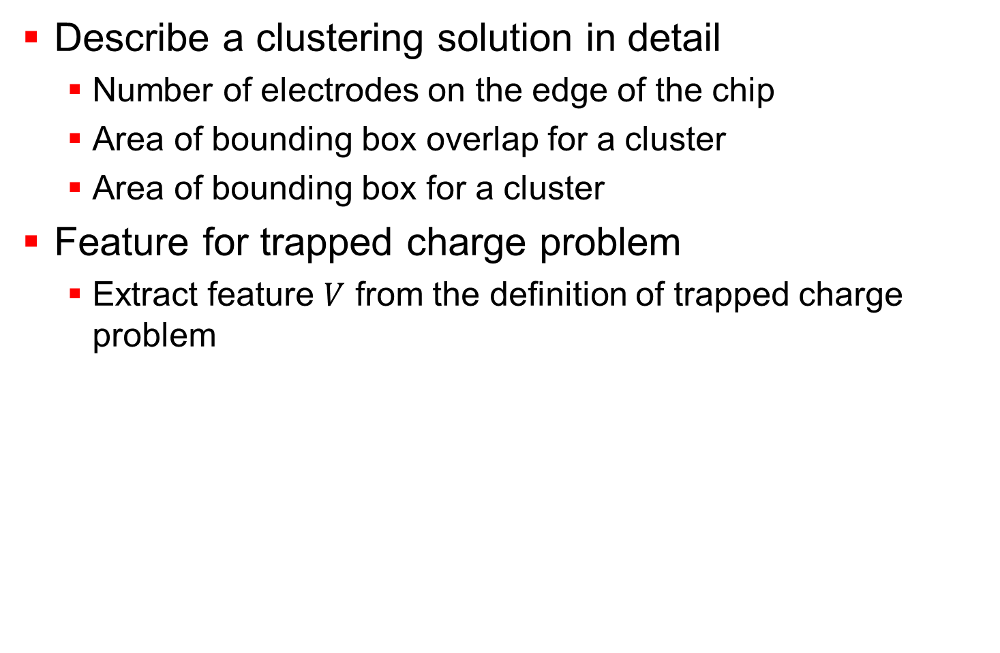 Describe a clustering solution in detail
Number of electrodes on the edge of the chip
Area of bounding box overlap for a cluster
Area of bounding box for a cluster
Feature for trapped charge problem
Extract feature V from the definition of trapped charge
problem